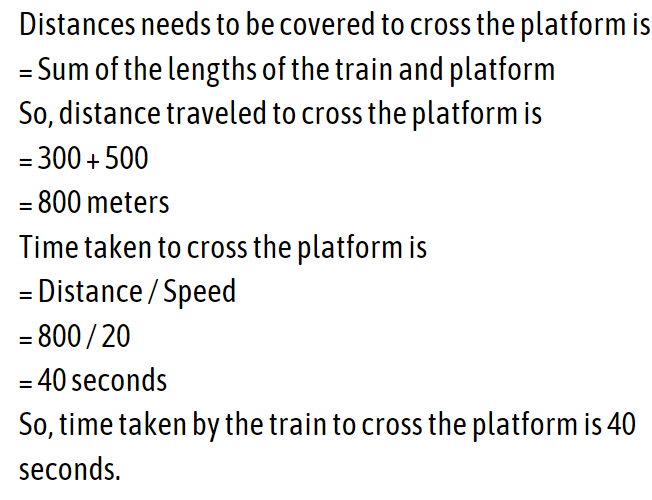 Distances needs to be covered to cross the platform is
= Sum of the lengths of the train and platform
So, distance traveled to cross the platform is
= 300 + 500
= 800 meters
Time taken to cross the platform is
= Distance / Speed
= 800 / 20
= 40 seconds
So, time taken by the train to cross the platform is 40
seconds.